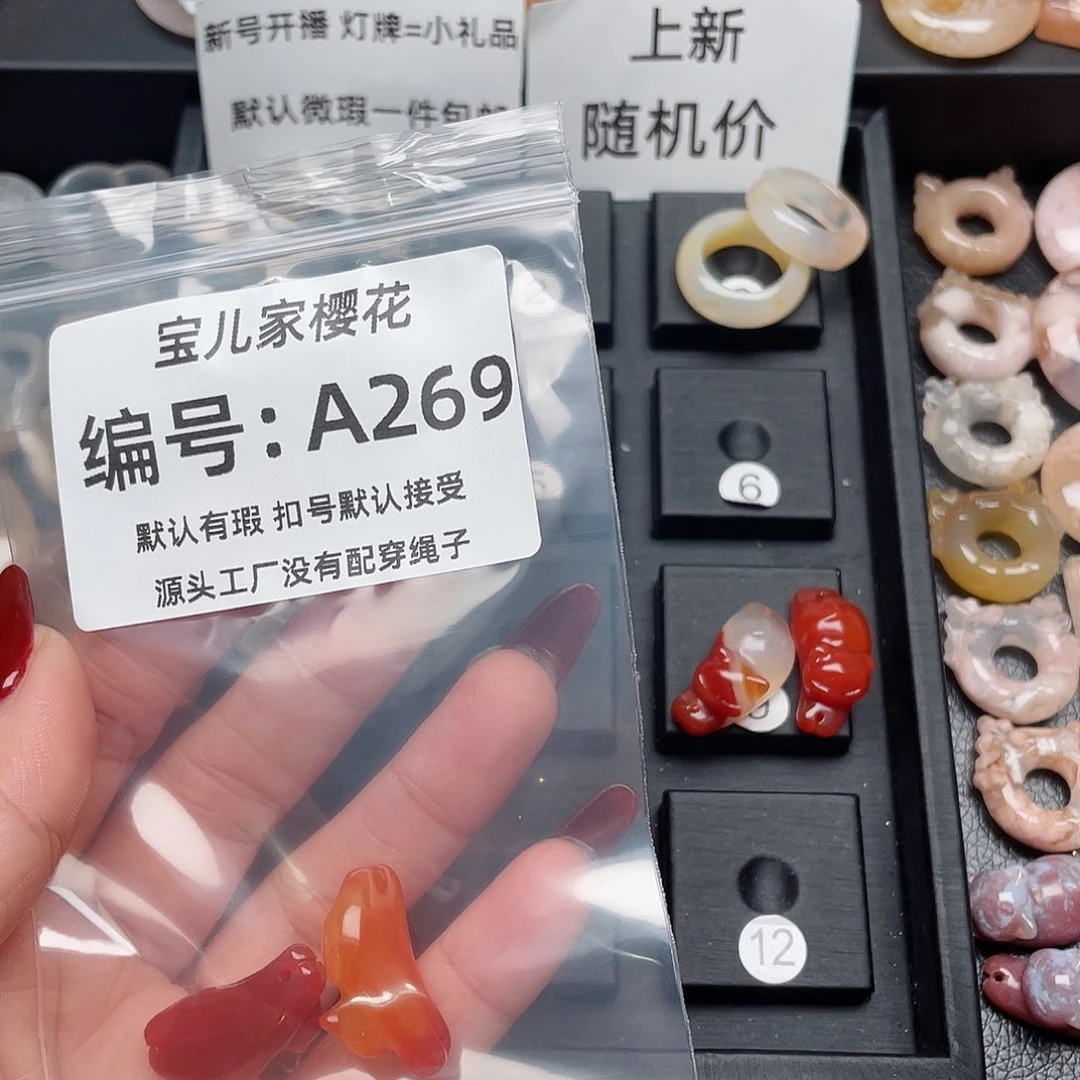 新号开播 灯牌=小礼品
默认微瑕一件包邮
上新
随机价
宝儿家樱花
编号:A269
默认有瑕 扣号默认接受
源头工厂没有配穿绳子
6
12